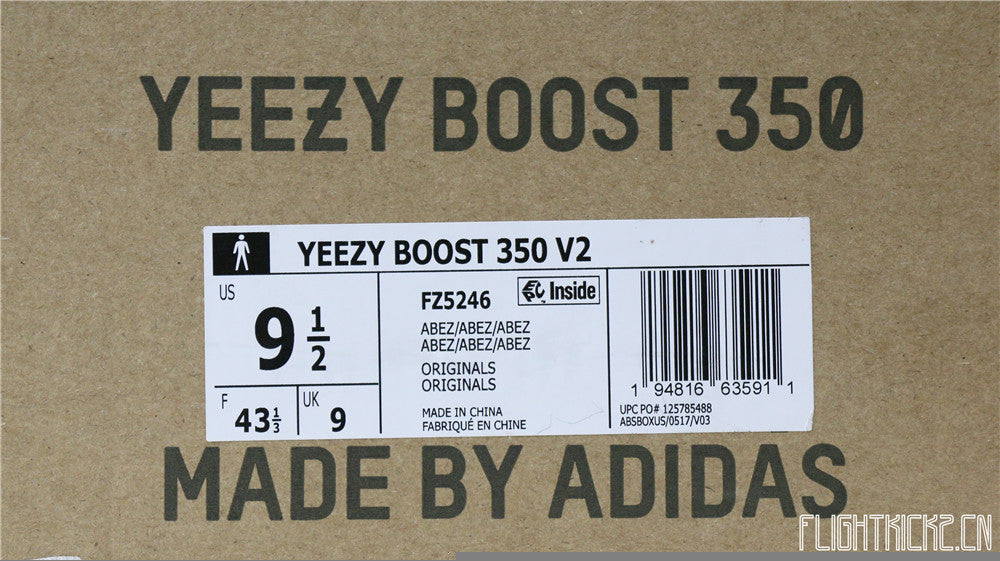 YEEZY BOOST 350
YEEZY BOOST 350 V2
US
9 1/2
F
43 1/3
UK
9
FZ5246
Inside
ABEZ/ABEZ/ABEZ
ABEZ/ABEZ/ABEZ
ORIGINALS
ORIGINALS
MADE IN CHINA
FABRIQUÉ EN CHINE
1 94816 63591 1
UPC PO# 125785488
ABSBOXUS/0517/V03
MADE BY ADIDAS
FLIGHTKICKZ.CN